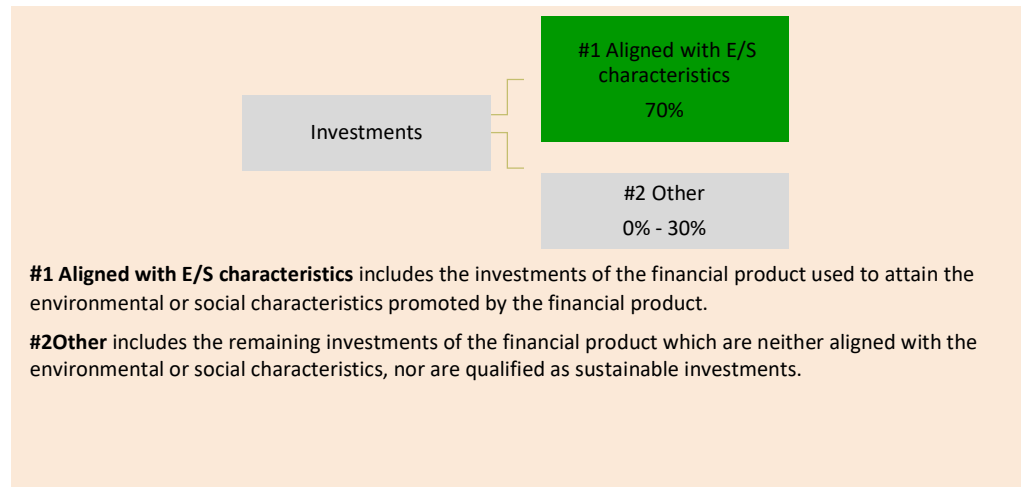 #1 Aligned with E/S
characteristics
70%
Investments
#2 Other
0% - 30%
#1 Aligned with E/S characteristics includes the investments of the financial product used to attain the
environmental or social characteristics promoted by the financial product.
#2Other includes the remaining investments of the financial product which are neither aligned with the
environmental or social characteristics, nor are qualified as sustainable investments.